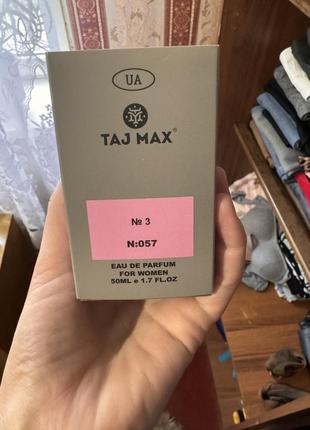 UA
TAJ MAX®
№ 3
N:057
EAU DE PARFUM
FOR WOMEN
50ML e 1.7 FL.OZ